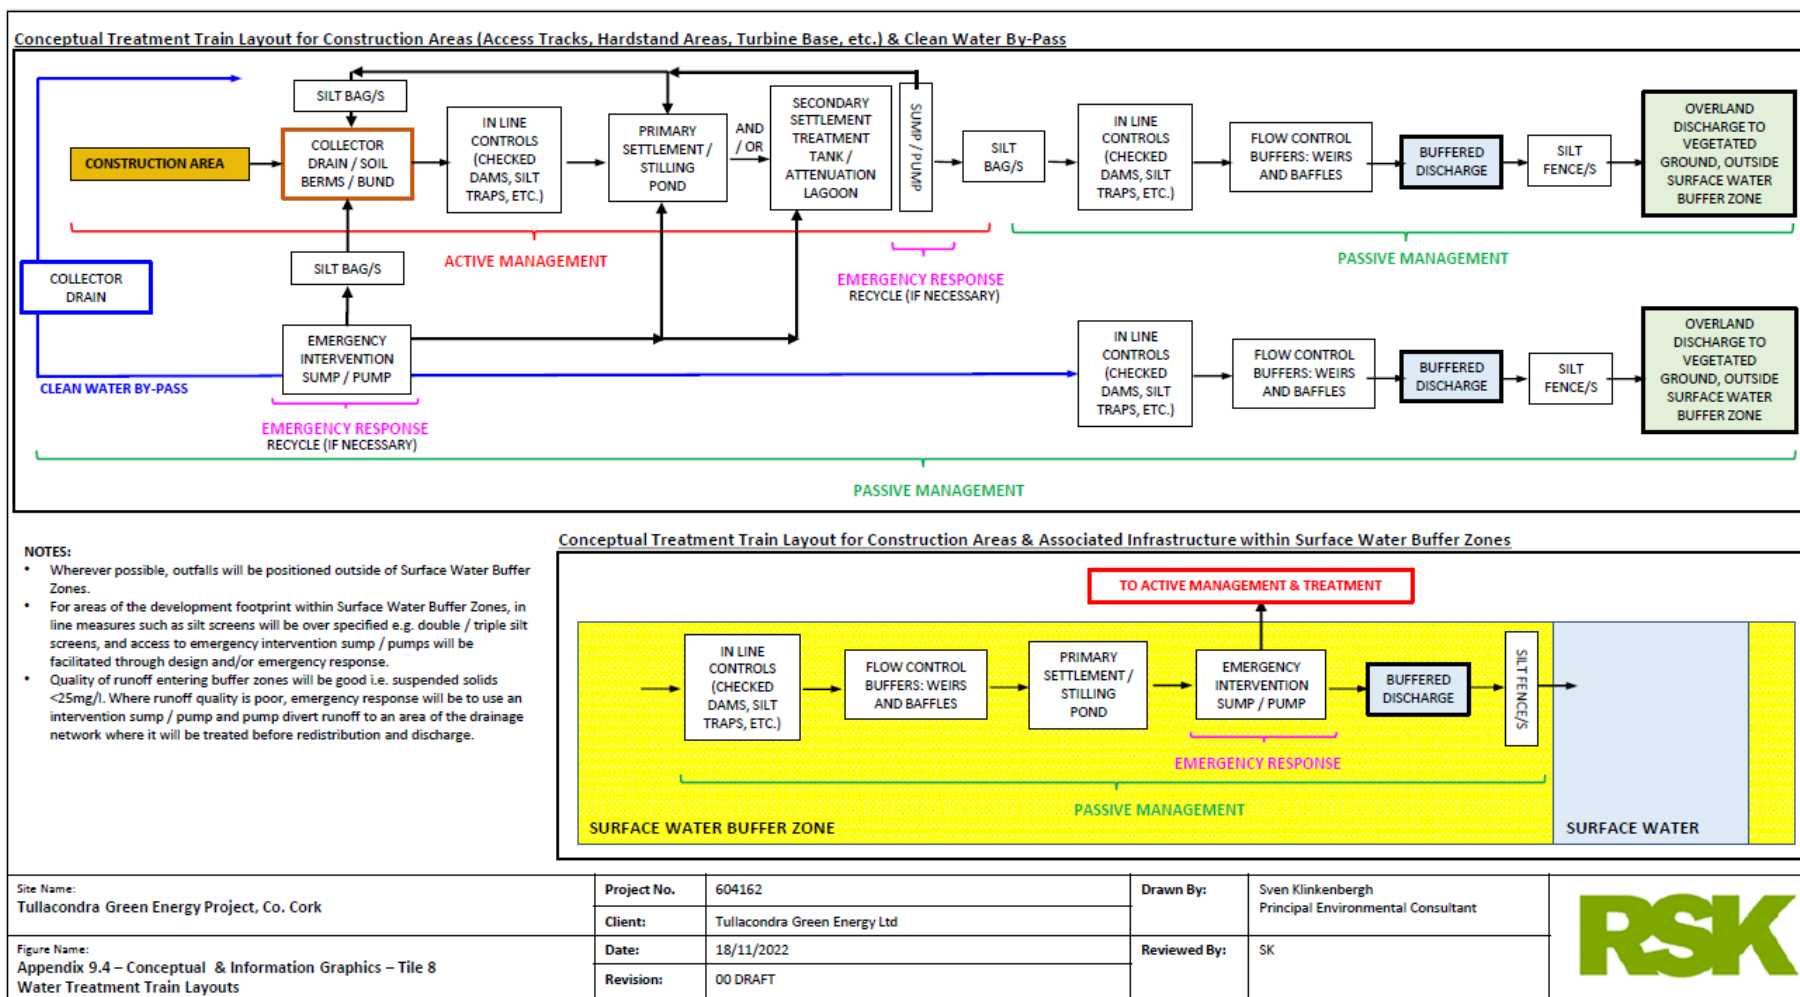 Conceptual Treatment Train Layout for Construction Areas (Access Tracks, Hardstand Areas, Turbine Base, etc.) & Clean Water By-Pass
SILT BAG/S
CONSTRUCTION AREA
COLLECTOR
DRAIN / SOIL
BERMS / BUND
IN LINE
CONTROLS
(CHECKED
DAMS, SILT
TRAPS, ETC.)
PRIMARY
SETTLEMENT /
STILLING
POND
AND
/ OR
SECONDARY
SETTLEMENT
TREATMENT
TANK /
ATTENUATION
LAGOON
SUMP / PUMP
SILT
BAG/S
IN LINE
CONTROLS
(CHECKED
DAMS, SILT
TRAPS, ETC.)
FLOW CONTROL
BUFFERS: WEIRS
AND BAFFLES
BUFFERED
DISCHARGE
SILT
FENCE/S
OVERLAND
DISCHARGE TO
VEGETATED
GROUND, OUTSIDE
SURFACE WATER
BUFFER ZONE
ACTIVE MANAGEMENT
PASSIVE MANAGEMENT
EMERGENCY RESPONSE
RECYCLE (IF NECESSARY)
COLLECTOR
DRAIN
SILT BAG/S
EMERGENCY
INTERVENTION
SUMP / PUMP
CLEAN WATER BY-PASS
EMERGENCY RESPONSE
RECYCLE (IF NECESSARY)
IN LINE
CONTROLS
(CHECKED
DAMS, SILT
TRAPS, ETC.)
FLOW CONTROL
BUFFERS: WEIRS
AND BAFFLES
BUFFERED
DISCHARGE
SILT
FENCE/S
OVERLAND
DISCHARGE TO
VEGETATED
GROUND, OUTSIDE
SURFACE WATER
BUFFER ZONE
PASSIVE MANAGEMENT
NOTES:
• Wherever possible, outfalls will be positioned outside of Surface Water Buffer
Zones.
• For areas of the development footprint within Surface Water Buffer Zones, in
line measures such as silt screens will be over specified e.g. double / triple silt
screens, and access to emergency intervention sump / pumps will be
facilitated through design and/or emergency response.
• Quality of runoff entering buffer zones will be good i.e. suspended solids
<25mg/l. Where runoff quality is poor, emergency response will be to use an
intervention sump / pump and pump divert runoff to an area of the drainage
network where it will be treated before redistribution and discharge.
Conceptual Treatment Train Layout for Construction Areas & Associated Infrastructure within Surface Water Buffer Zones
TO ACTIVE MANAGEMENT & TREATMENT
IN LINE
CONTROLS
(CHECKED
DAMS, SILT
TRAPS, ETC.)
FLOW CONTROL
BUFFERS: WEIRS
AND BAFFLES
PRIMARY
SETTLEMENT /
STILLING
POND
EMERGENCY
INTERVENTION
SUMP / PUMP
BUFFERED
DISCHARGE
SILT FENCE/S
EMERGENCY RESPONSE
PASSIVE MANAGEMENT
SURFACE WATER BUFFER ZONE
SURFACE WATER
Site Name:
Tullacondra Green Energy Project, Co. Cork
Figure Name:
Appendix 9.4 – Conceptual & Information Graphics – Tile 8
Water Treatment Train Layouts
Project No. 604162
Client: Tullacondra Green Energy Ltd
Date: 18/11/2022
Revision: 00 DRAFT
Drawn By: Sven Klinkenbergh
Principal Environmental Consultant
Reviewed By: SK
RSK